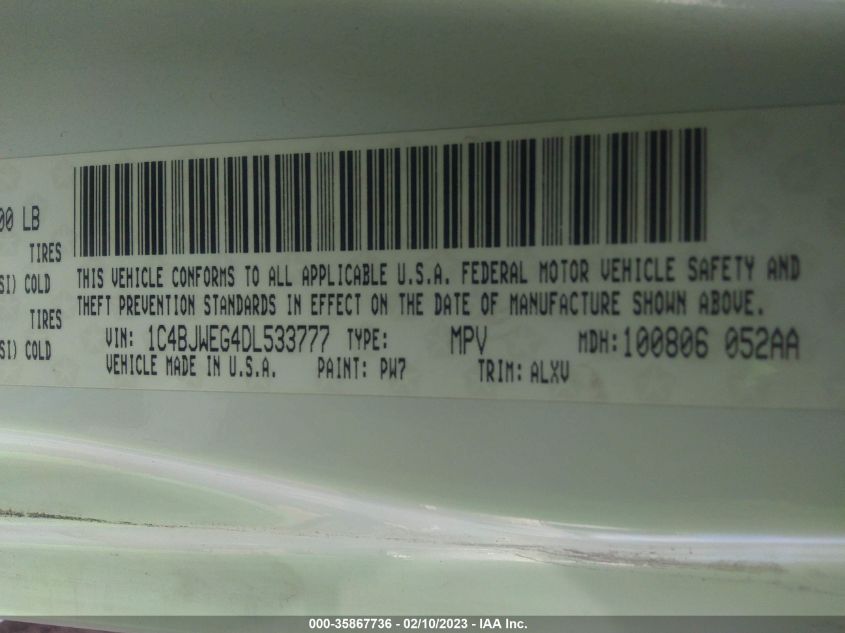 00 LB
TIRES
SI) COLD
TIRES
SI) COLD
THIS VEHICLE CONFORMS TO ALL APPLICABLE U.S.A. FEDERAL MOTOR VEHICLE SAFETY AND
THEFT PREVENTION STANDARDS IN EFFECT ON THE DATE OF MANUFACTURE SHOWN ABOVE.
VIN: 1C4BJWEG4DL533777 TYPE: MPV MDH:100806 052AA
VEHICLE MADE IN U.S.A. PAINT: PW7 TRIM: ALXV
000-35867736 - 02/10/2023 - IAA Inc.